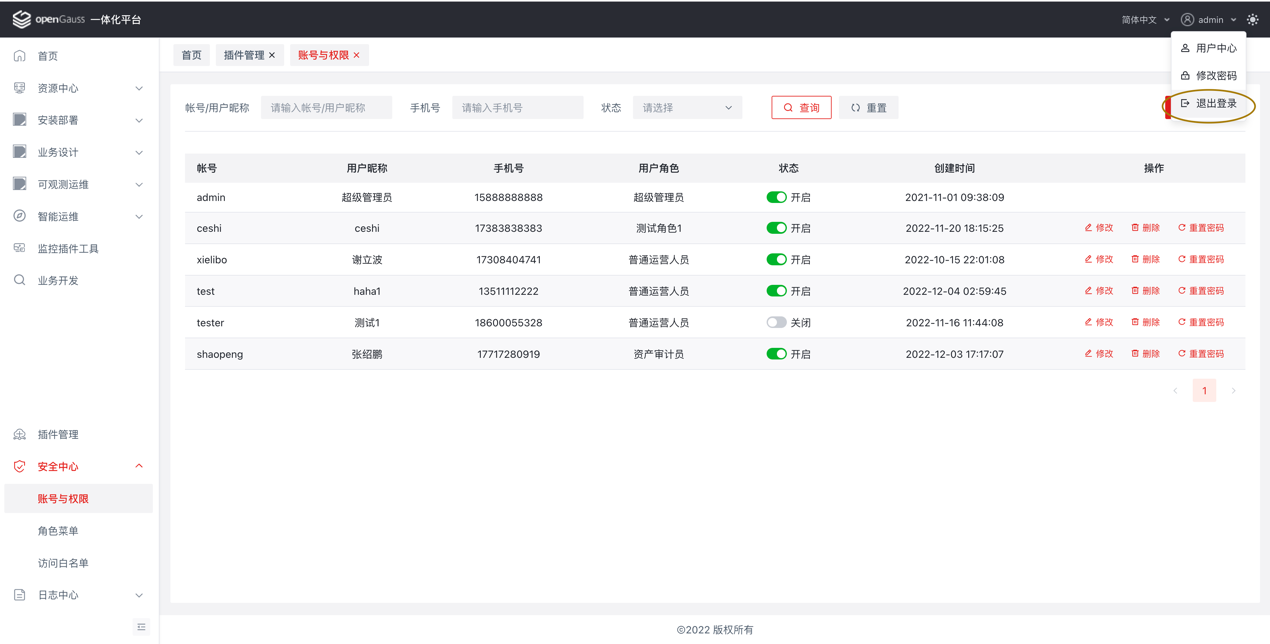 openGauss 一体化平台
简体中文 admin
用户中心
修改密码
退出登录
首页
资源中心
安装部署
业务设计
可观测运维
智能运维
监控插件工具
业务开发
插件管理
安全中心
账号与权限
角色菜单
访问白名单
日志中心
首页 插件管理 × 账号与权限 ×
帐号/用户昵称 请输入帐号/用户昵称 手机号 请输入手机号 状态 请选择 查询 重置
帐号 用户昵称 手机号 用户角色 状态 创建时间 操作
admin 超级管理员 15888888888 超级管理员 开启 2021-11-01 09:38:09
ceshi ceshi 17383838383 测试角色1 开启 2022-11-20 18:15:25 修改 删除 重置密码
xielibo 谢立波 17308404741 普通运营人员 开启 2022-10-15 22:01:08 修改 删除 重置密码
test haha1 13511112222 普通运营人员 开启 2022-12-04 02:59:45 修改 删除 重置密码
tester 测试1 18600055328 普通运营人员 关闭 2022-11-16 11:44:08 修改 删除 重置密码
shaopeng 张绍鹏 17717280919 资产审计员 开启 2022-12-03 17:17:07 修改 删除 重置密码
1
©2022 版权所有